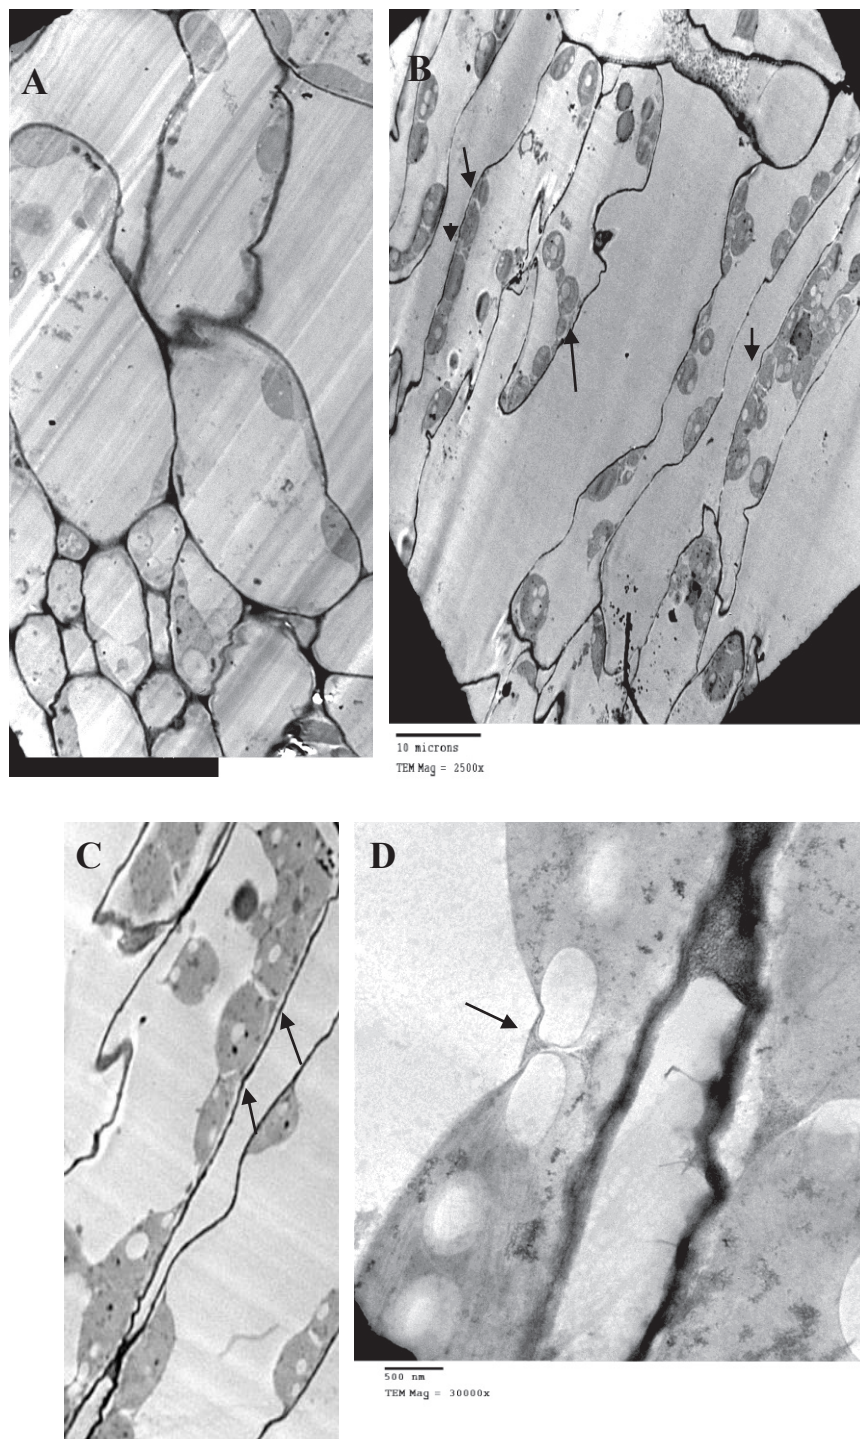 A
B
10 microns
TEM Mag = 2500x
C
D
500 nm
TEM Mag = 30000x